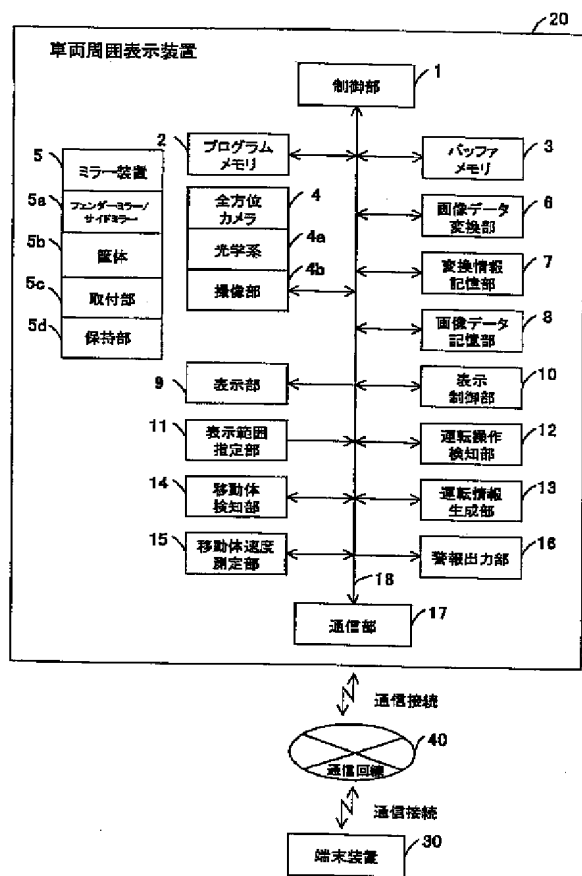 20
車両周囲表示装置
制御部
1
2
プログラム
メモリ
バッファ
メモリ
3
5
ミラー装置
5a
フェンダーミラー/
サイドミラー
5b
筐体
5c
取付部
5d
保持部
全方位
カメラ
4
光学系
4a
4b
撮像部
画像データ
変換部
6
変換情報
記憶部
7
画像データ
記憶部
8
9
表示部
表示
制御部
10
11
表示範囲
指定部
運転操作
検知部
12
14
移動体
検知部
運転情報
生成部
13
15
移動体速度
測定部
警報出力部
16
18
通信部
17
通信接続
40
通信回線
通信接続
端末装置
30